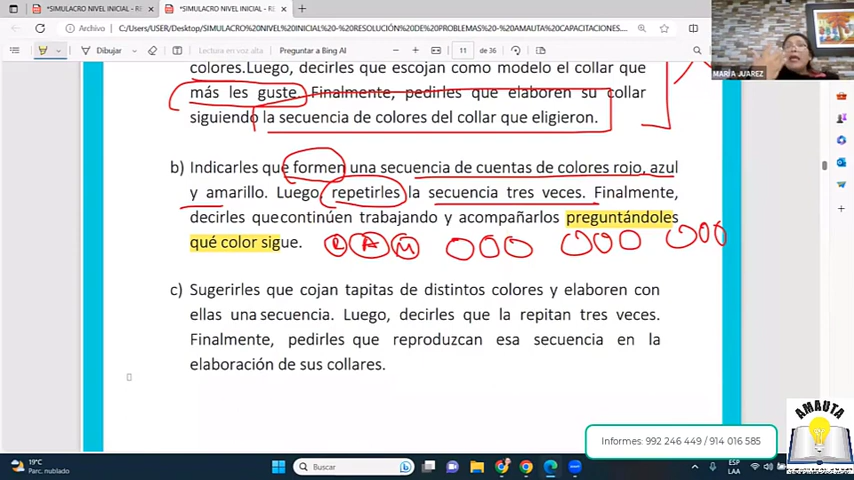 *SIMULACRO NIVEL INICIAL - RESOL
*SIMULACRO NIVEL INICIAL - RESOL
Archivo
C:/Users/USER/Desktop/SIMULACRO%20NIVEL%20INICIAL%20-%20RESOLUCIÓN%20DE%20PROBLEMAS%20-%20AMAUTA%20CAPACITACIONES....
Dibujar
Lectura en voz alta
Preguntar a Bing AI
11
de 36
MARÍA JUAREZ
colores.Luego, decirles que escojan como modelo el collar que
más les guste. Finalmente, pedirles que elaboren su collar
siguiendo la secuencia de colores del collar que eligieron.
b) Indicarles que formen una secuencia de cuentas de colores rojo, azul
y amarillo. Luego repetirles la secuencia tres veces. Finalmente,
decirles que continúen trabajando y acompañarlos preguntándoles
qué color sigue.
R A M
c) Sugerirles que cojan tapitas de distintos colores y elaboren con
ellas una secuencia. Luego, decirles que la repitan tres veces.
Finalmente, pedirles que reproduzcan esa secuencia en la
elaboración de sus collares.
AMAUTA
Informes: 992 246 449 / 914 016 585
19°C
Parc. nublado
Buscar
ESP
LAA